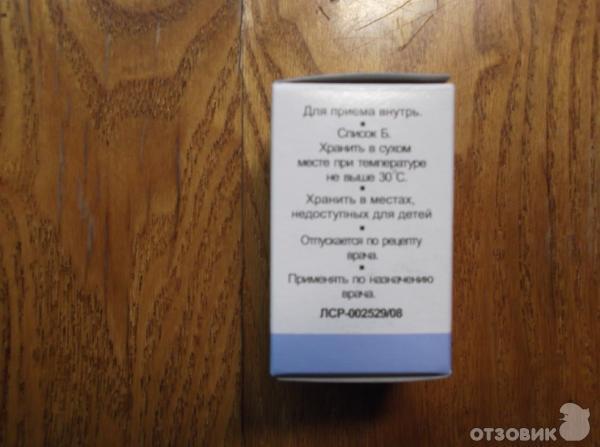 Для приема внутрь.
•
Список Б.
Хранить в сухом
месте при температуре
не выше 30°С.
•
Хранить в местах,
недоступных для детей
•
Отпускается по рецепту
врача.
•
Применять по назначению
врача.
ЛСР-002529/08
ОТЗОВИК